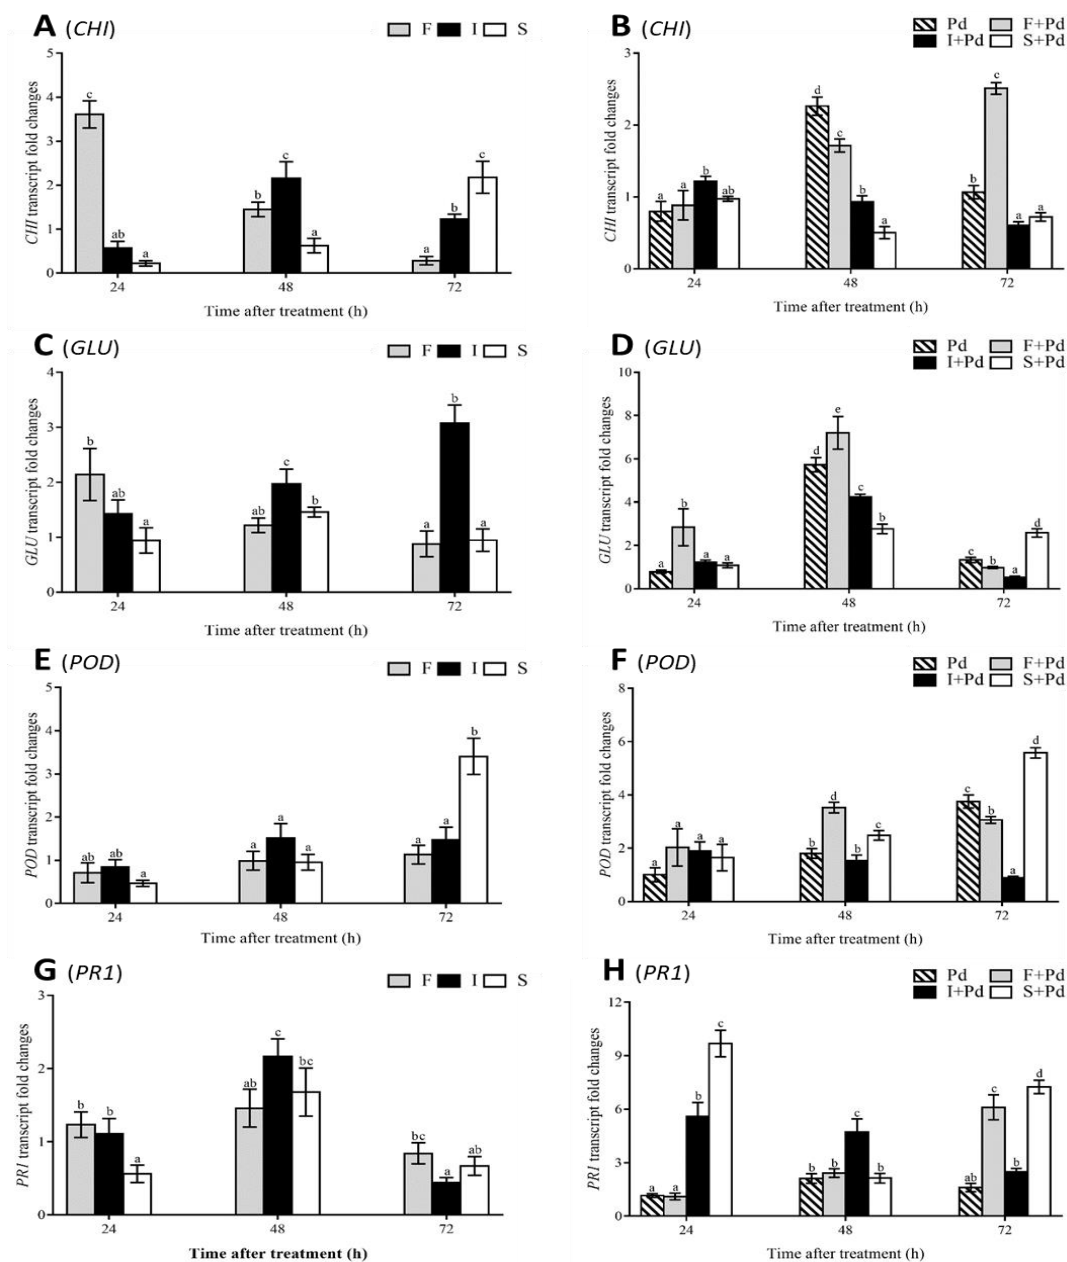 A (CHI)
F I S
CHI transcript fold changes
5
4
3
2
1
0
c
ab
a
b
c
a
a
b
c
24 48 72
Time after treatment (h)
B (CHI)
Pd F+Pd
I+Pd S+Pd
CHI transcript fold changes
3
2
1
0
a
a
b
ab
d
c
a
a
b
c
a
a
24 48 72
Time after treatment (h)
C (GLU)
F I S
GLU transcript fold changes
4
3
2
1
0
b
ab
a
ab
c
b
a
b
a
24 48 72
Time after treatment (h)
D (GLU)
Pd F+Pd
I+Pd S+Pd
GLU transcript fold changes
10
8
6
4
2
0
a
b
a
a
d
e
c
b
c
b
a
d
24 48 72
Time after treatment (h)
E (POD)
F I S
POD transcript fold changes
5
4
3
2
1
0
ab
ab
a
a
a
a
a
a
b
24 48 72
Time after treatment (h)
F (POD)
Pd F+Pd
I+Pd S+Pd
POD transcript fold changes
8
6
4
2
0
a
a
a
a
b
d
b
c
c
b
a
d
24 48 72
Time after treatment (h)
G (PR1)
F I S
PR1 transcript fold changes
3
2
1
0
b
b
a
ab
c
bc
bc
a
ab
24 48 72
Time after treatment (h)
H (PR1)
Pd F+Pd
I+Pd S+Pd
PR1 transcript fold changes
12
9
6
3
0
a
a
b
c
b
b
c
b
ab
c
b
d
24 48 72
Time after treatment (h)